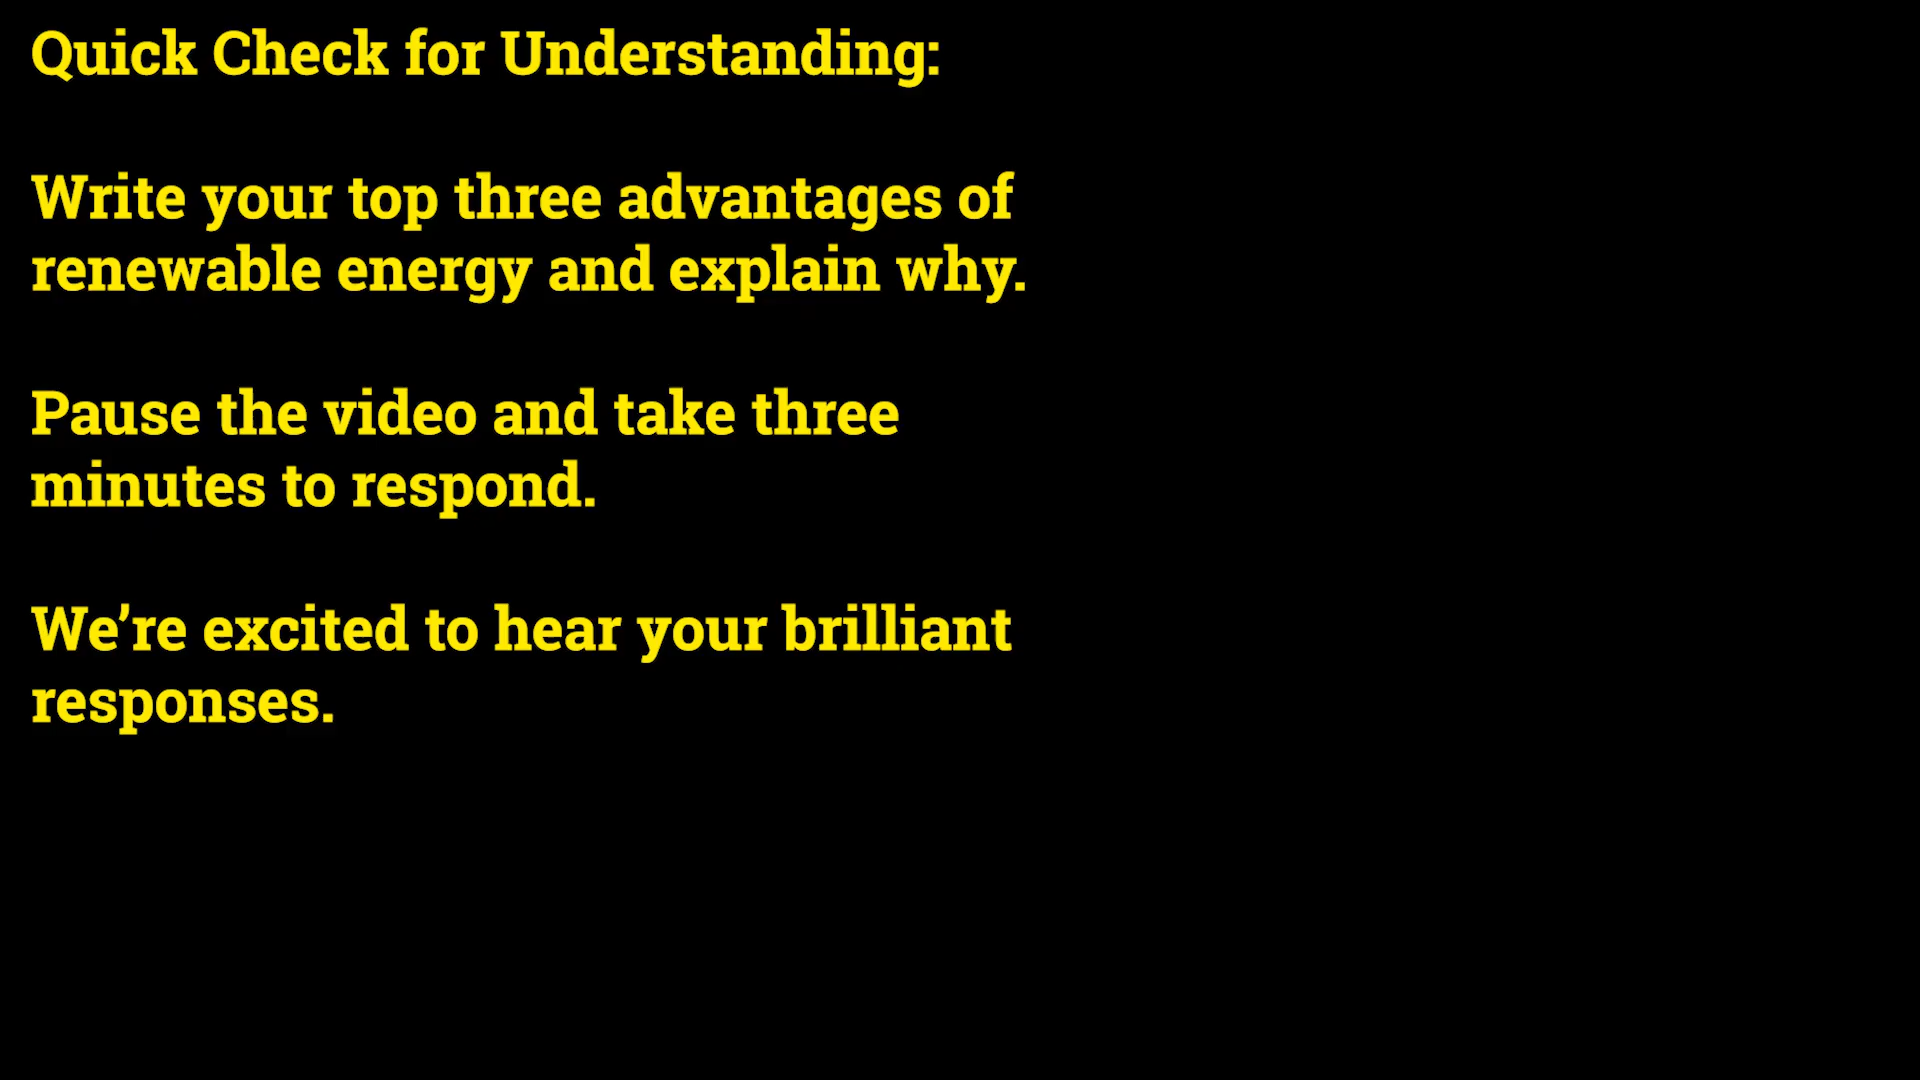 Quick Check for Understanding:
Write your top three advantages of
renewable energy and explain why.
Pause the video and take three
minutes to respond.
We’re excited to hear your brilliant
responses.